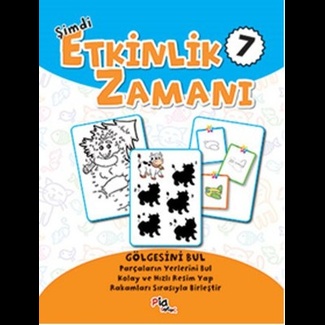 Şimdi
ETKİNLİK 7
ZAMANI
GÖLGESİNİ BUL
Parçaların Yerlerini Bul
Kolay ve Hızlı Resim Yap
Rakamları Sırasıyla Birleştir
Pia